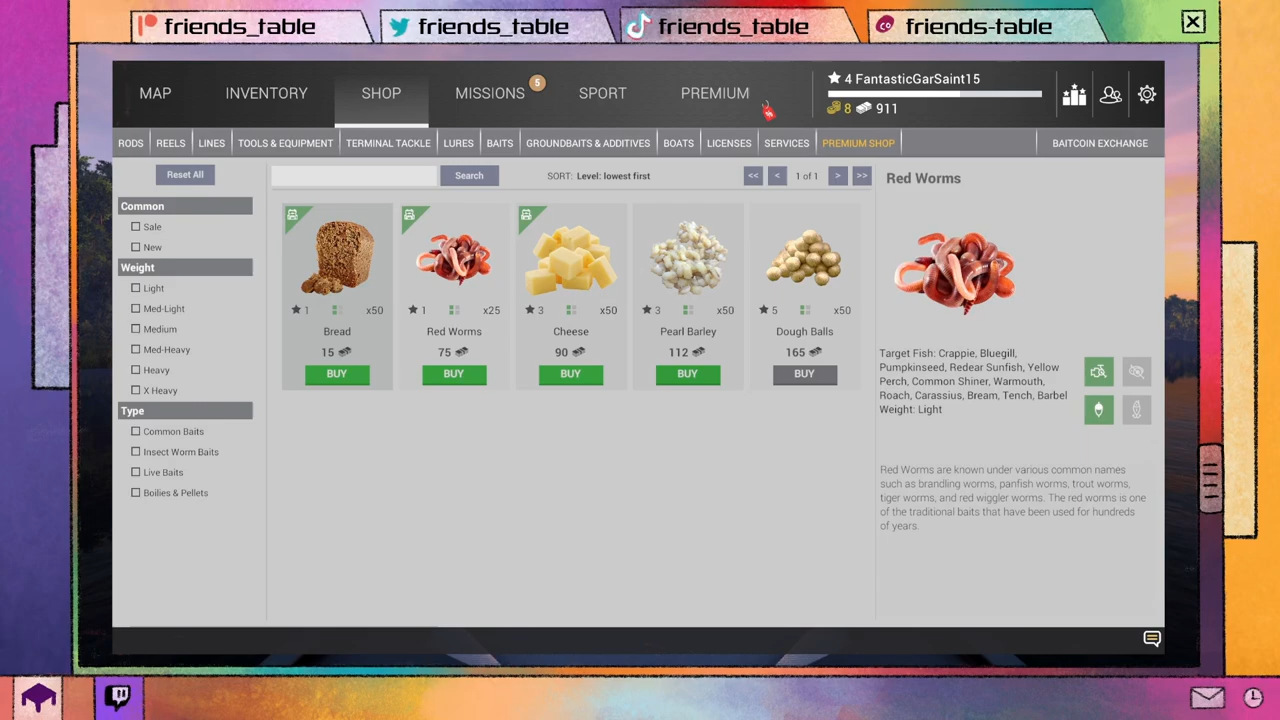 friends_table
friends_table
friends_table
friends-table
MAP
INVENTORY
SHOP
MISSIONS
5
SPORT
PREMIUM
4 FantasticGarSaint15
8 911
RODS
REELS
LINES
TOOLS & EQUIPMENT
TERMINAL TACKLE
LURES
BAITS
GROUNDBAITS & ADDITIVES
BOATS
LICENSES
SERVICES
PREMIUM SHOP
BAITCOIN EXCHANGE
Reset All
Search
SORT: Level: lowest first
<<
<
1 of 1
>
>>
Common
Sale
New
Weight
Light
Med-Light
Medium
Med-Heavy
Heavy
X Heavy
Type
Common Baits
Insect Worm Baits
Live Baits
Boilies & Pellets
1 x50
Bread
15
BUY
1 x25
Red Worms
75
BUY
3 x50
Cheese
90
BUY
3 x50
Pearl Barley
112
BUY
5 x50
Dough Balls
165
BUY
Red Worms
Target Fish: Crappie, Bluegill,
Pumpkinseed, Redear Sunfish, Yellow
Perch, Common Shiner, Warmouth,
Roach, Carassius, Bream, Tench, Barbel
Weight: Light
Red Worms are known under various common names
such as brandling worms, panfish worms, trout worms,
tiger worms, and red wiggler worms. The red worms is one
of the traditional baits that have been used for hundreds
of years.